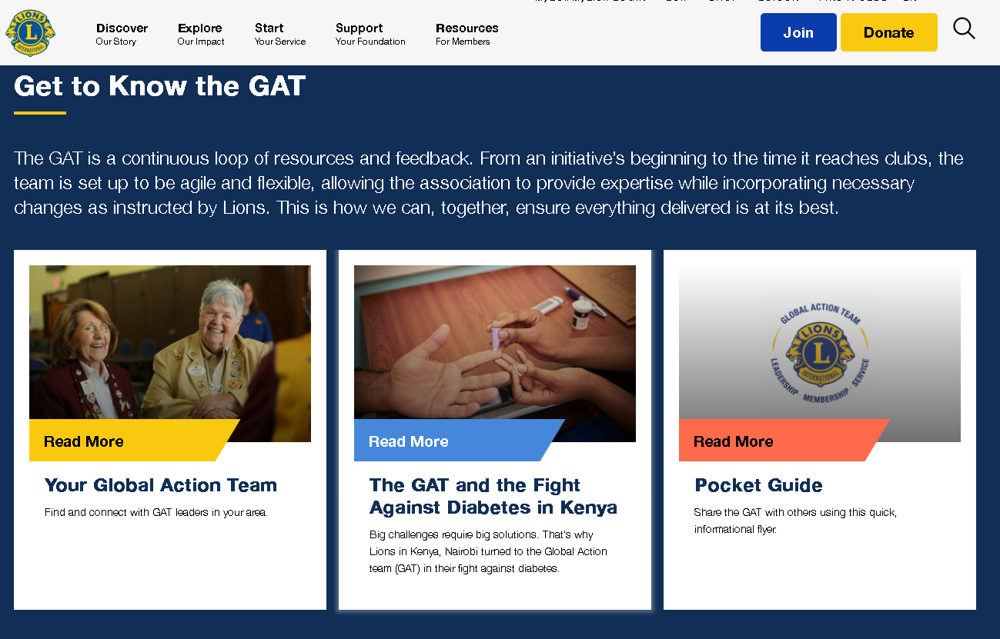 Discover
Our Story
Explore
Our Impact
Start
Your Service
Support
Your Foundation
Resources
For Members
Join
Donate
LIONS
L
INTERNATIONAL
Get to Know the GAT
The GAT is a continuous loop of resources and feedback. From an initiative's beginning to the time it reaches clubs, the
team is set up to be agile and flexible, allowing the association to provide expertise while incorporating necessary
changes as instructed by Lions. This is how we can, together, ensure everything delivered is at its best.
Read More
Your Global Action Team
Find and connect with GAT leaders in your area.
Read More
The GAT and the Fight
Against Diabetes in Kenya
Big challenges require big solutions. That's why
Lions in Kenya, Nairobi turned to the Global Action
team (GAT) in their fight against diabetes.
GLOBAL ACTION TEAM
LIONS
L
INTERNATIONAL
LEADERSHIP - MEMBERSHIP - SERVICE
Read More
Pocket Guide
Share the GAT with others using this quick,
informational flyer.